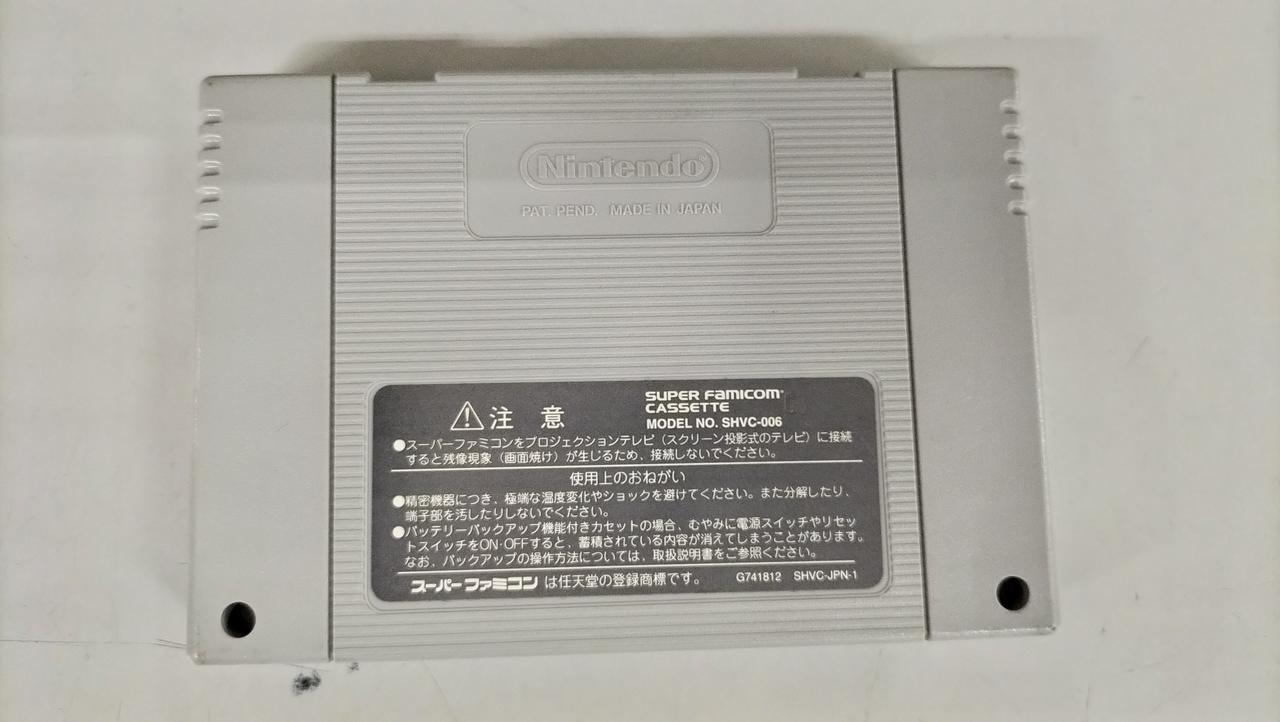 Nintendo®
PAT. PEND. MADE IN JAPAN
⚠注 意
SUPER FAMICOM
CASSETTE
MODEL NO. SHVC-006
●スーパーファミコンをプロジェクションテレビ(スクリーン投影式のテレビ)に接続
すると残像現象(画面焼け)が生じるため、接続しないでください。
使用上のおねがい
●精密機器につき、極端な温度変化やショックを避けてください。また分解したり、
端子部を汚したりしないでください。
●バッテリーバックアップ機能付きカセットの場合、むやみに電源スイッチやリセッ
トスイッチをON・OFFすると、蓄積されている内容が消えてしまうことがあります。
なお、バックアップの操作方法については、取扱説明書をご参照ください。
スーパーファミコン は任天堂の登録商標です。 G741812 SHVC-JPN-1